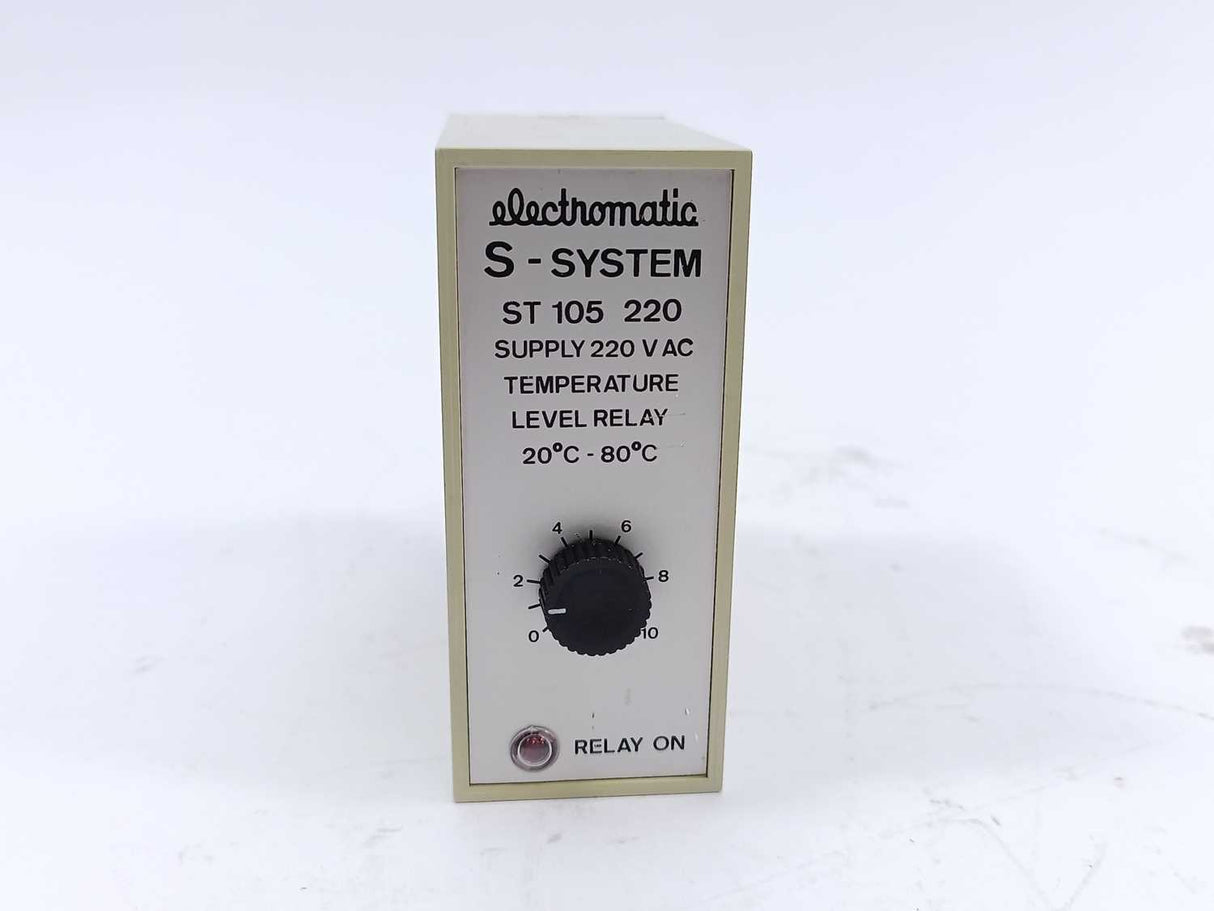 electromatic
S - SYSTEM
ST 105 220
SUPPLY 220 V AC
TEMPERATURE
LEVEL RELAY
20°C - 80°C
4 6
2 8
0 10
RELAY ON